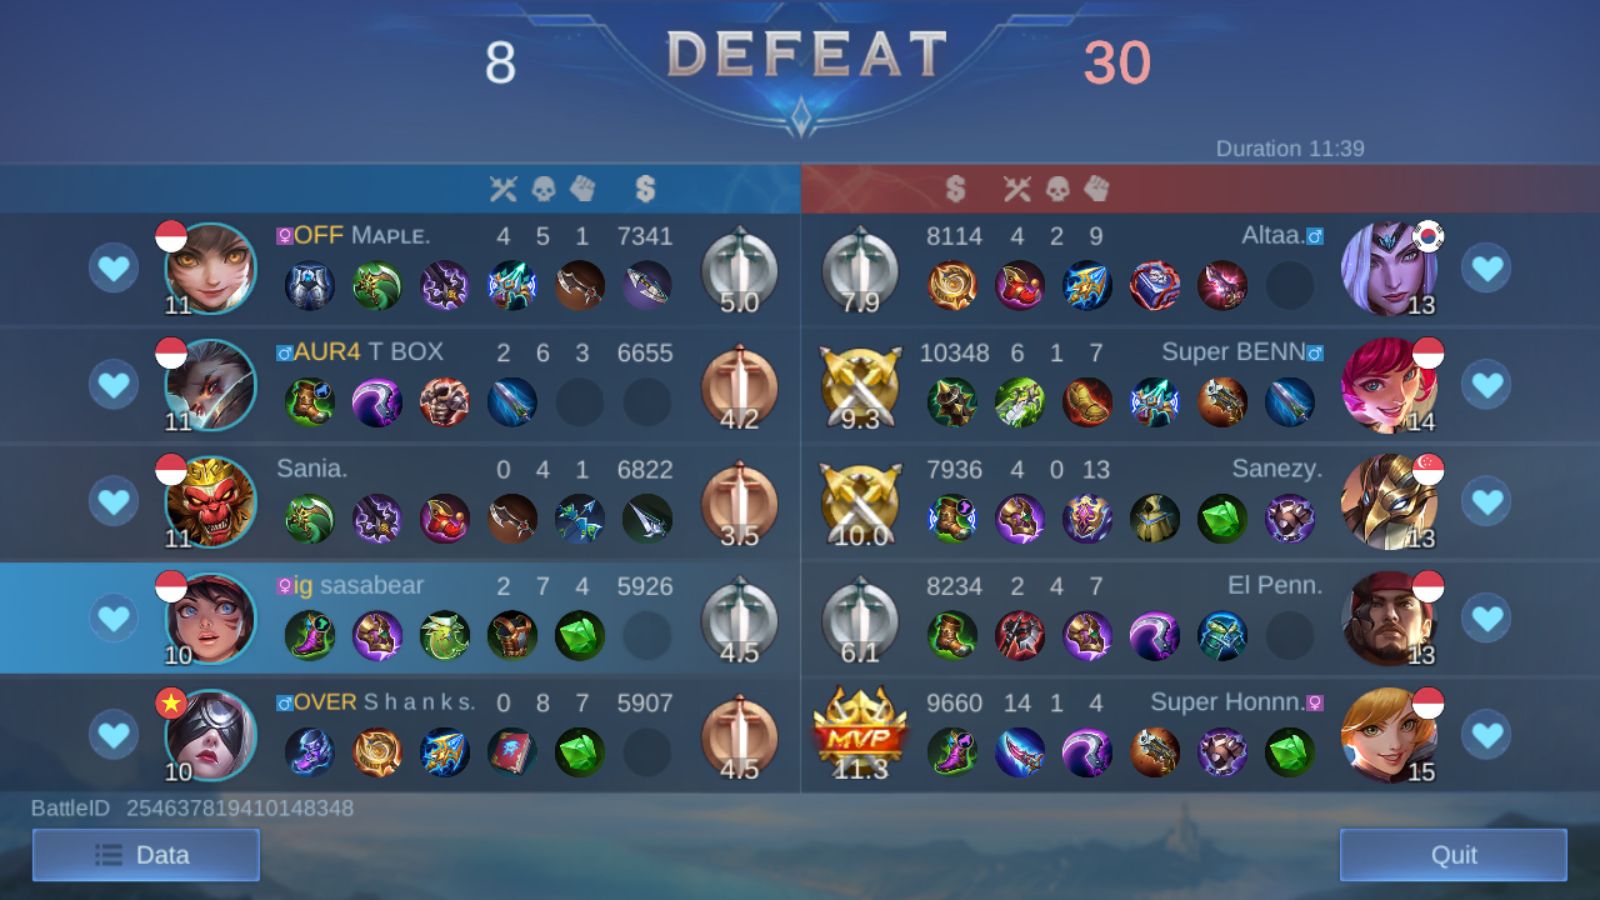 8 DEFEAT 30
Duration 11:39
OFF MAPLE. 4 5 1 7341
11 5.0
8114 4 2 9 Altaa.
7.9 13
AUR4 T BOX 2 6 3 6655
11 4.2
10348 6 1 7 Super BENN
9.3 14
Sania. 0 4 1 6822
11 3.5
7936 4 0 13 Sanezy.
10.0 13
ig sasabear 2 7 4 5926
10 4.5
8234 2 4 7 El Penn.
6.1 13
OVER S h a n k s. 0 8 7 5907
10 4.5
9660 14 1 4 Super Honnn.
MVP
11.3 15
BattleID 254637819410148348
Data Quit